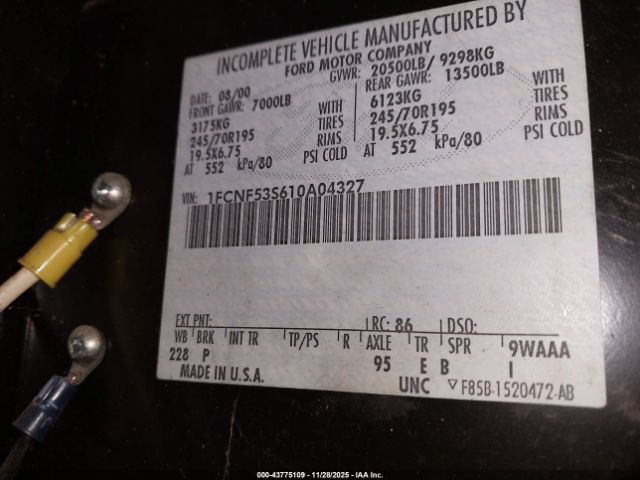 INCOMPLETE VEHICLE MANUFACTURED BY
FORD MOTOR COMPANY
GVWR: 20500LB/ 9298KG
DATE: 08/00
FRONT GAWR: 7000LB
3175KG WITH
245/70R195 TIRES
19.5X6.75 RIMS
AT 552 kPa/80 PSI COLD
REAR GAWR: 13500LB
6123KG WITH
245/70R195 TIRES
19.5X6.75 RIMS
AT 552 kPa/80 PSI COLD
VIN: 1FCNF53S610A04327
EXT PNT: RC: 86 DSO:
WB BRK INT TR TP/PS R AXLE TR SPR 9WAAA
228 P 95 E B I
MADE IN U.S.A. UNC F85B-1520472-AB
000-43775109 - 11/28/2025 - IAA Inc.